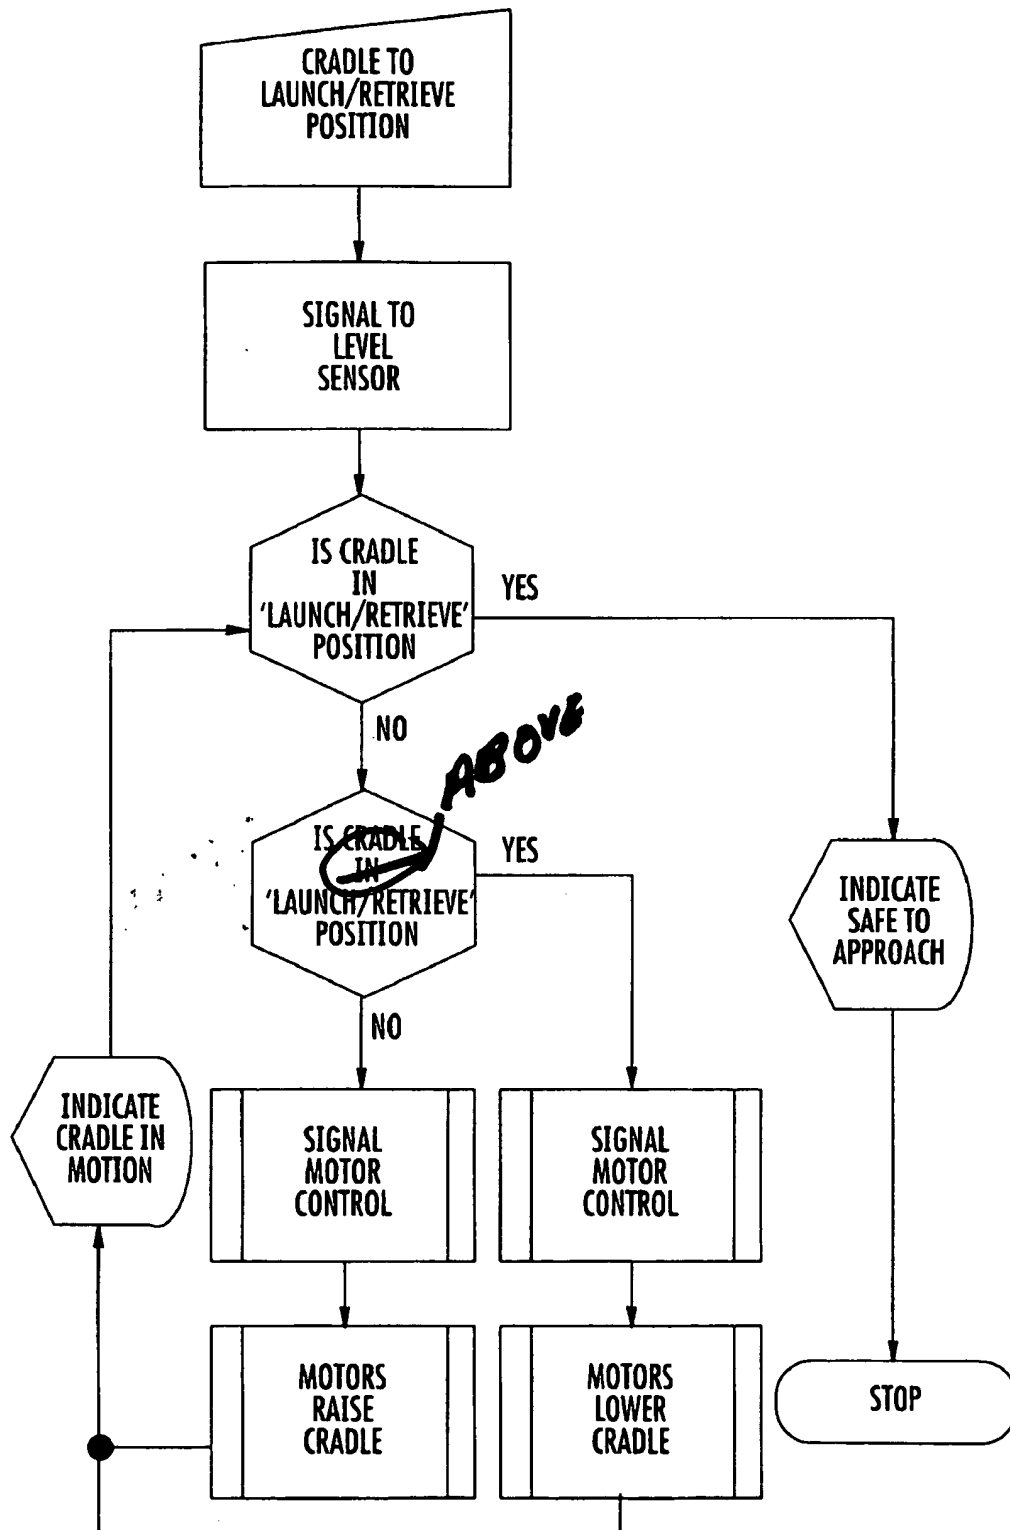 CRADLE TO
LAUNCH/RETRIEVE
POSITION
SIGNAL TO
LEVEL
SENSOR
IS CRADLE
IN
'LAUNCH/RETRIEVE'
POSITION
YES
NO
ABOVE
IS CRADLE
IN
'LAUNCH/RETRIEVE'
POSITION
YES
NO
INDICATE
SAFE TO
APPROACH
INDICATE
CRADLE IN
MOTION
SIGNAL
MOTOR
CONTROL
SIGNAL
MOTOR
CONTROL
MOTORS
RAISE
CRADLE
MOTORS
LOWER
CRADLE
STOP